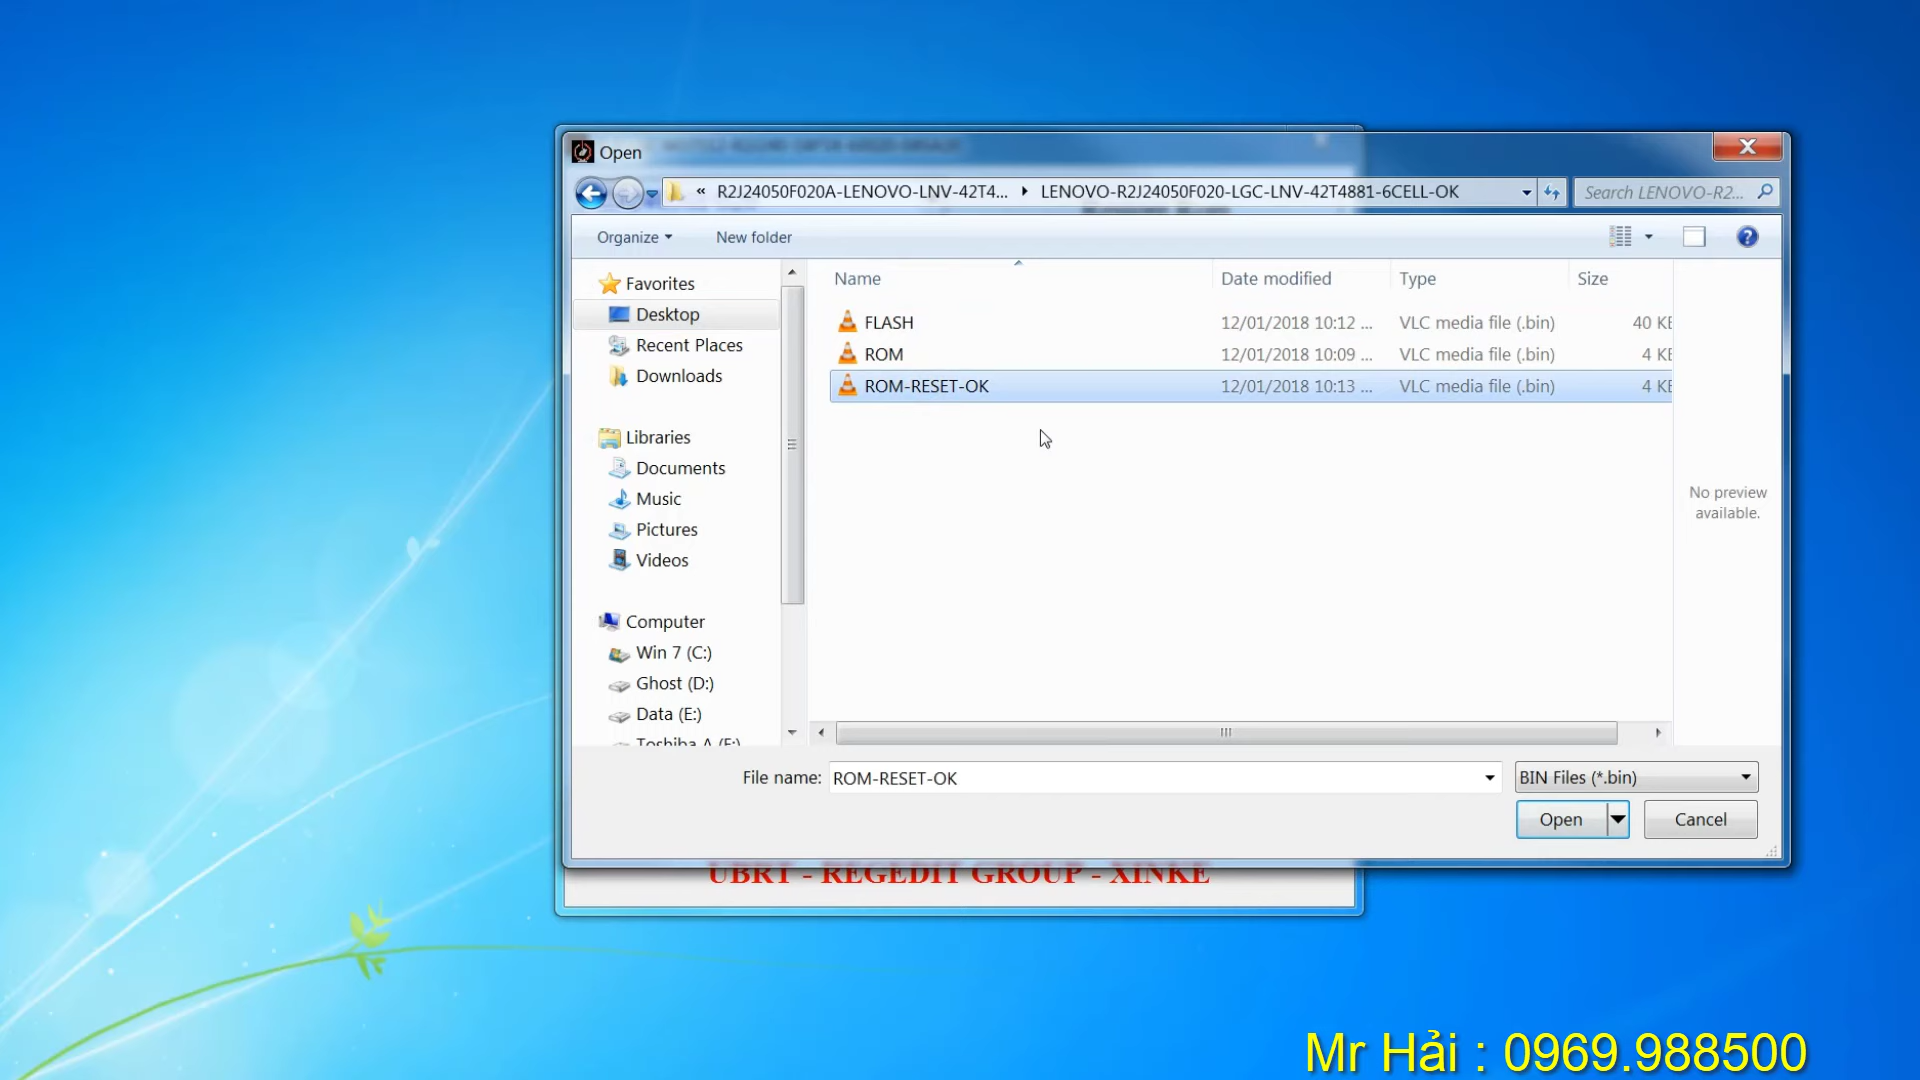 Open
« R2J24050F020A-LENOVO-LNV-42T4... LENOVO-R2J24050F020-LGC-LNV-42T4881-6CELL-OK Search LENOVO-R2...
Organize New folder
Name Date modified Type Size
FLASH 12/01/2018 10:12 ... VLC media file (.bin) 40 KE
ROM 12/01/2018 10:09 ... VLC media file (.bin) 4 KE
ROM-RESET-OK 12/01/2018 10:13 ... VLC media file (.bin) 4 KE
Favorites
Desktop
Recent Places
Downloads
Libraries
Documents
Music
Pictures
Videos
Computer
Win 7 (C:)
Ghost (D:)
Data (E:)
Toshiba A (F:)
No preview
available.
File name: ROM-RESET-OK BIN Files (*.bin)
Open Cancel
UBRT - REGEDIT GROUP - XINKE
Mr Hải : 0969.988500